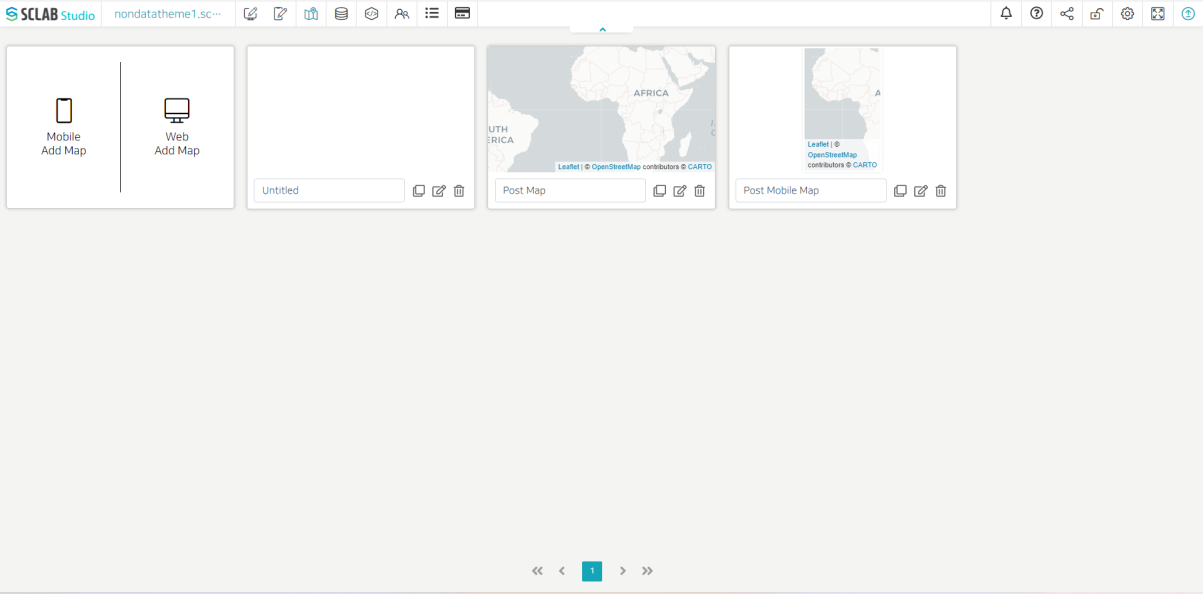 SCLAB Studio
nondatatheme1.sc···
Mobile
Add Map
Web
Add Map
Untitled
AFRICA
UTH
ERICA
Leaflet | © OpenStreetMap contributors © CARTO
Post Map
A
Leaflet | ©
OpenStreetMap
contributors © CARTO
Post Mobile Map
1